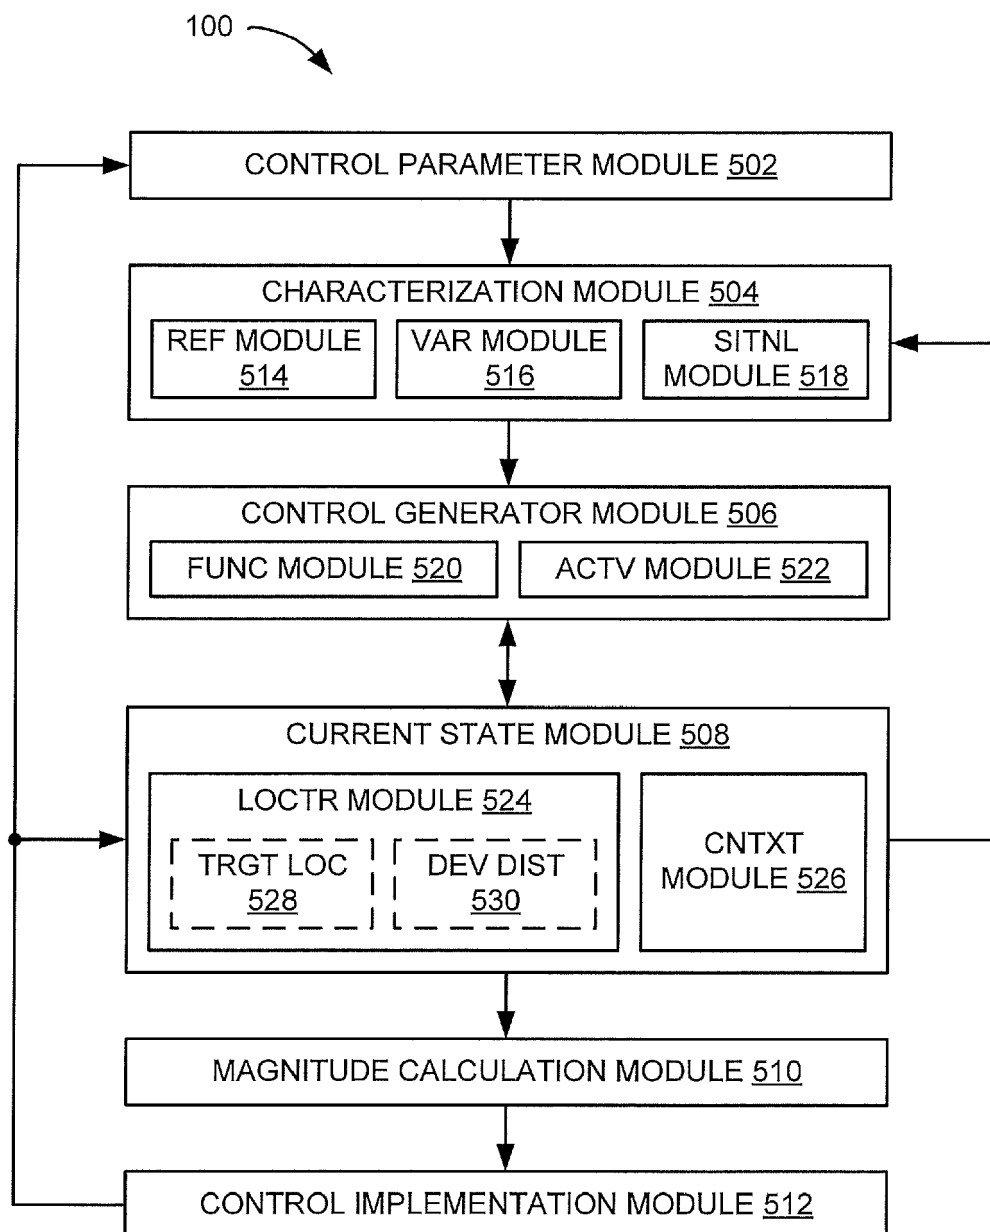 100
CONTROL PARAMETER MODULE 502
CHARACTERIZATION MODULE 504
REF MODULE
514
VAR MODULE
516
SITNL
MODULE 518
CONTROL GENERATOR MODULE 506
FUNC MODULE 520
ACTV MODULE 522
CURRENT STATE MODULE 508
LOCTR MODULE 524
TRGT LOC
528
DEV DIST
530
CNTXT
MODULE 526
MAGNITUDE CALCULATION MODULE 510
CONTROL IMPLEMENTATION MODULE 512